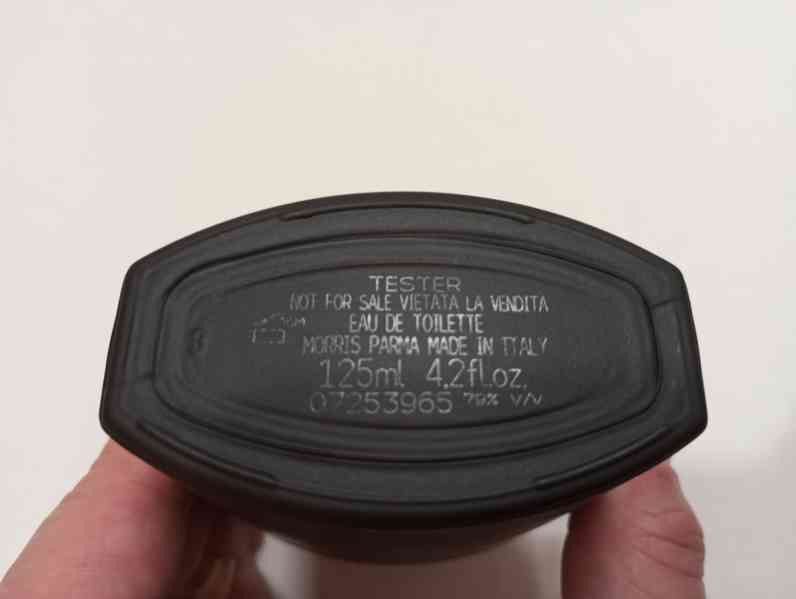 TESTER
NOT FOR SALE VIETATA LA VENDITA
EAU DE TOILETTE
MORRIS PARMA MADE IN ITALY
125ml 4.2fl.oz.
07253965 79% V/V